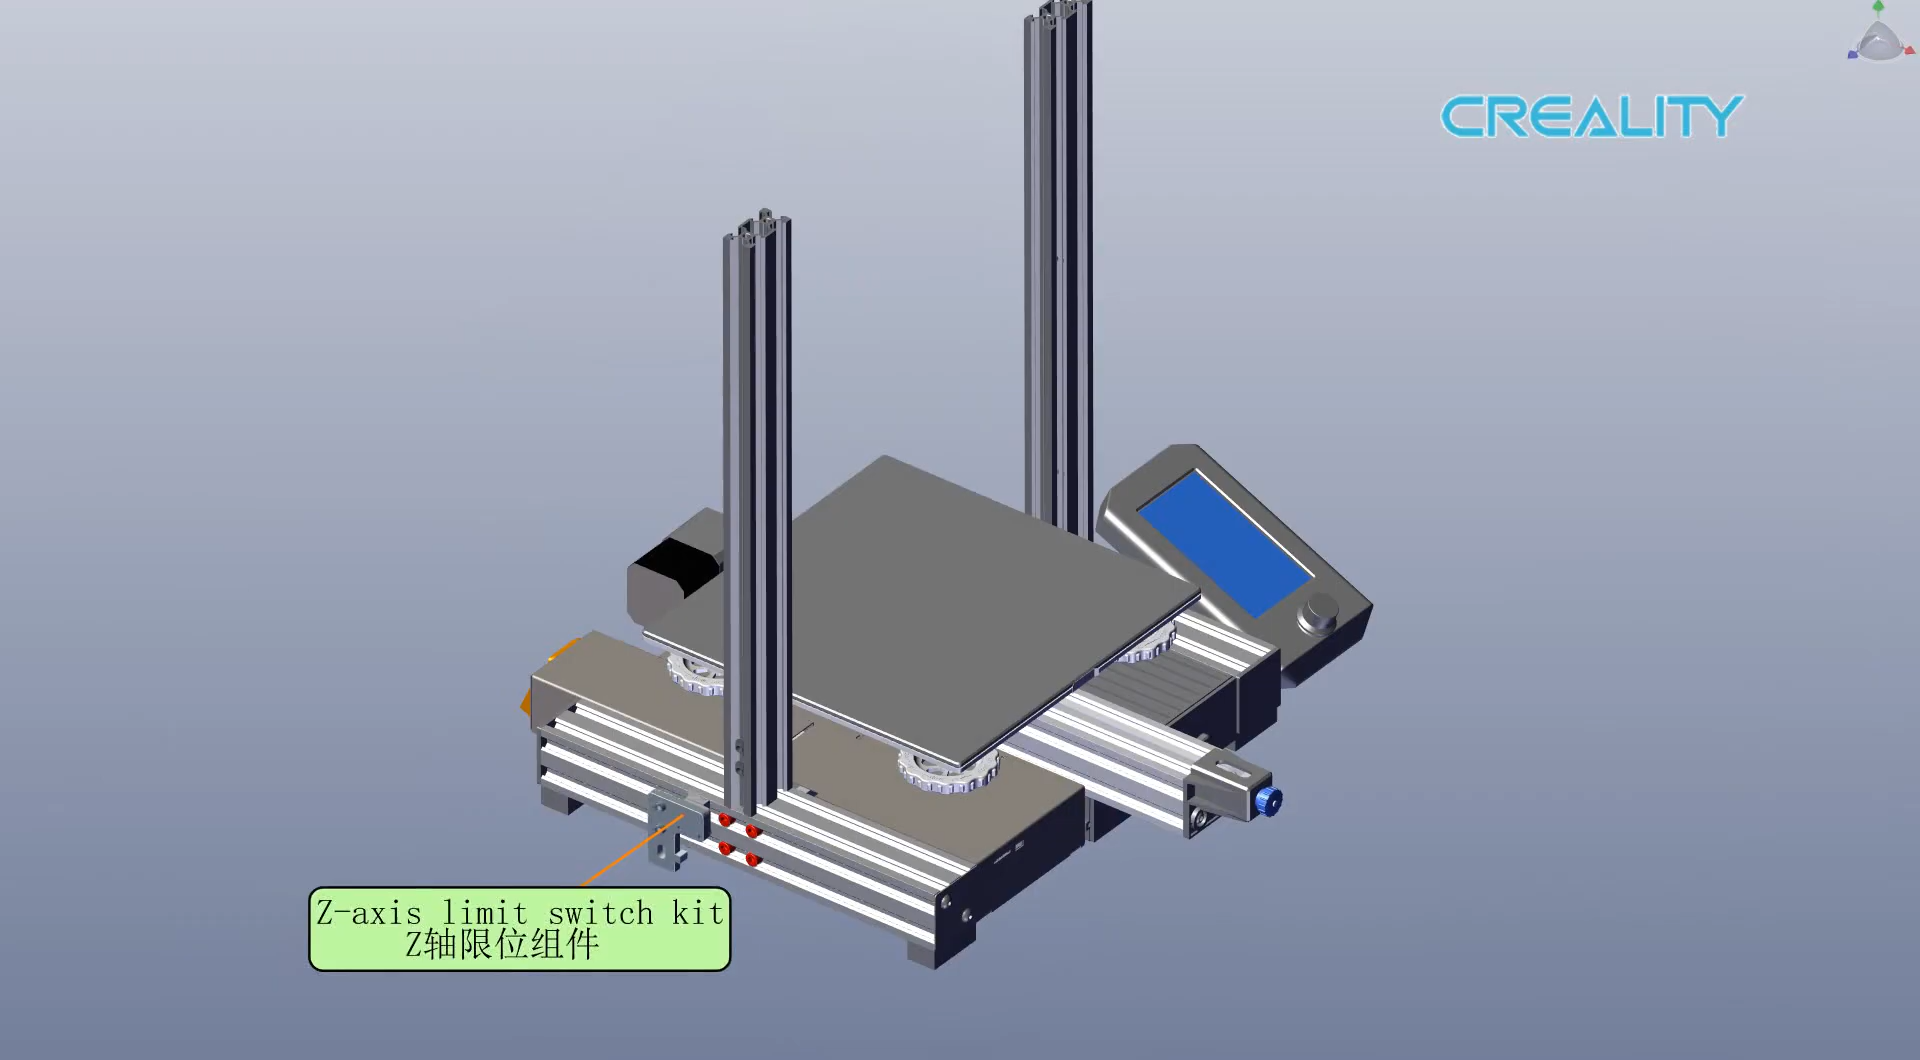 CREALITY
Z-axis limit switch kit
Z轴限位组件